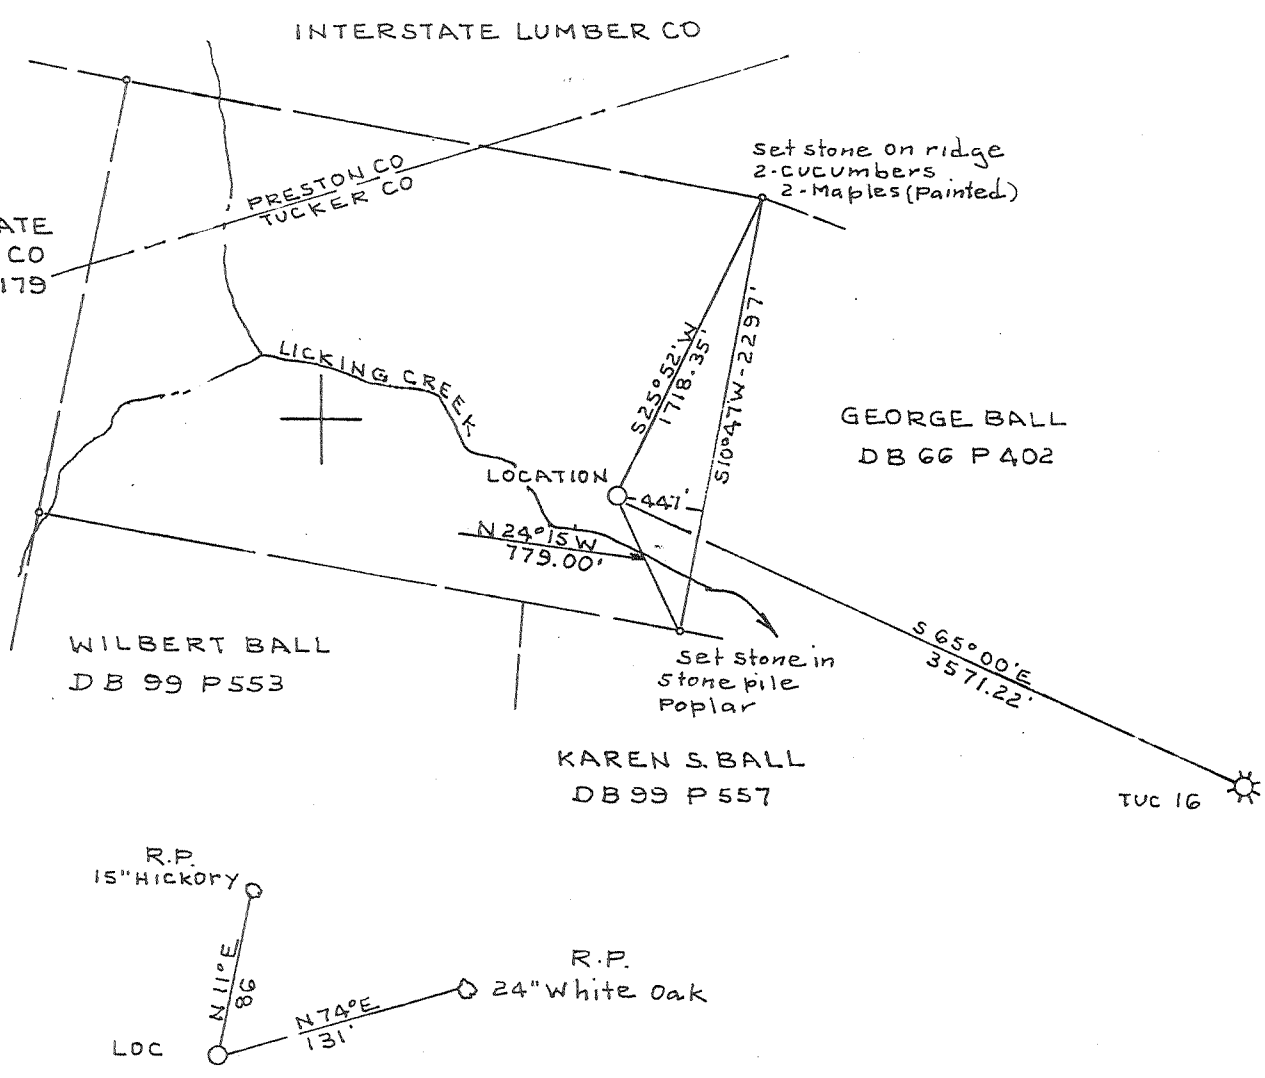 INTERSTATE LUMBER CO
set stone on ridge
2-CUCUMBERS
2-Maples (Painted)
PRESTON CO
TUCKER CO
ATE
CO
179
LICKING CREEK
S25°52'W
1718.35'
S10°47'W-2297'
GEORGE BALL
DB 66 P 402
LOCATION
447'
N 24°15'W
779.00'
S 65°00'E
3571.22'
WILBERT BALL
DB 99 P553
Set stone in
stone pile
Poplar
KAREN S. BALL
DB 99 P 557
TUC 16
R.P.
15" HICKORY
N 11°E
98
R.P.
24" White Oak
N74°E
131'
LOC